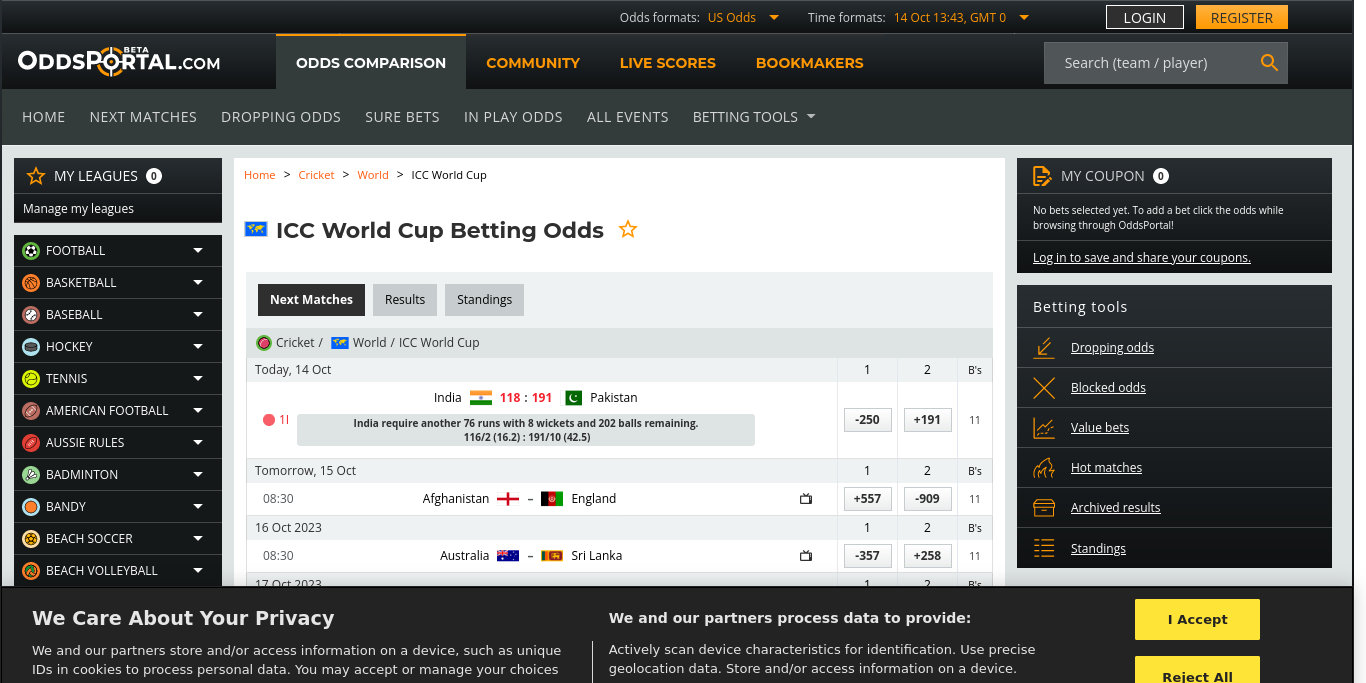 Odds formats: US Odds Time formats: 14 Oct 13:43, GMT 0 LOGIN REGISTER
ODDSPORTAL.COM BETA ODDS COMPARISON COMMUNITY LIVE SCORES BOOKMAKERS Search (team / player)
HOME NEXT MATCHES DROPPING ODDS SURE BETS IN PLAY ODDS ALL EVENTS BETTING TOOLS
MY LEAGUES 0
Manage my leagues
FOOTBALL
BASKETBALL
BASEBALL
HOCKEY
TENNIS
AMERICAN FOOTBALL
AUSSIE RULES
BADMINTON
BANDY
BEACH SOCCER
BEACH VOLLEYBALL
Home > Cricket > World > ICC World Cup
ICC World Cup Betting Odds
Next Matches Results Standings
Cricket / World / ICC World Cup
Today, 14 Oct 1 2 B's
India 118 : 191 Pakistan
1I -250 +191 11
India require another 76 runs with 8 wickets and 202 balls remaining.
116/2 (16.2) : 191/10 (42.5)
Tomorrow, 15 Oct 1 2 B's
08:30 Afghanistan – England +557 -909 11
16 Oct 2023 1 2 B's
08:30 Australia – Sri Lanka -357 +258 11
17 Oct 2023 1 2 B's
MY COUPON 0
No bets selected yet. To add a bet click the odds while
browsing through OddsPortal!
Log in to save and share your coupons.
Betting tools
Dropping odds
Blocked odds
Value bets
Hot matches
Archived results
Standings
We Care About Your Privacy
We and our partners store and/or access information on a device, such as unique
IDs in cookies to process personal data. You may accept or manage your choices
We and our partners process data to provide:
Actively scan device characteristics for identification. Use precise
geolocation data. Store and/or access information on a device.
I Accept
Reject All